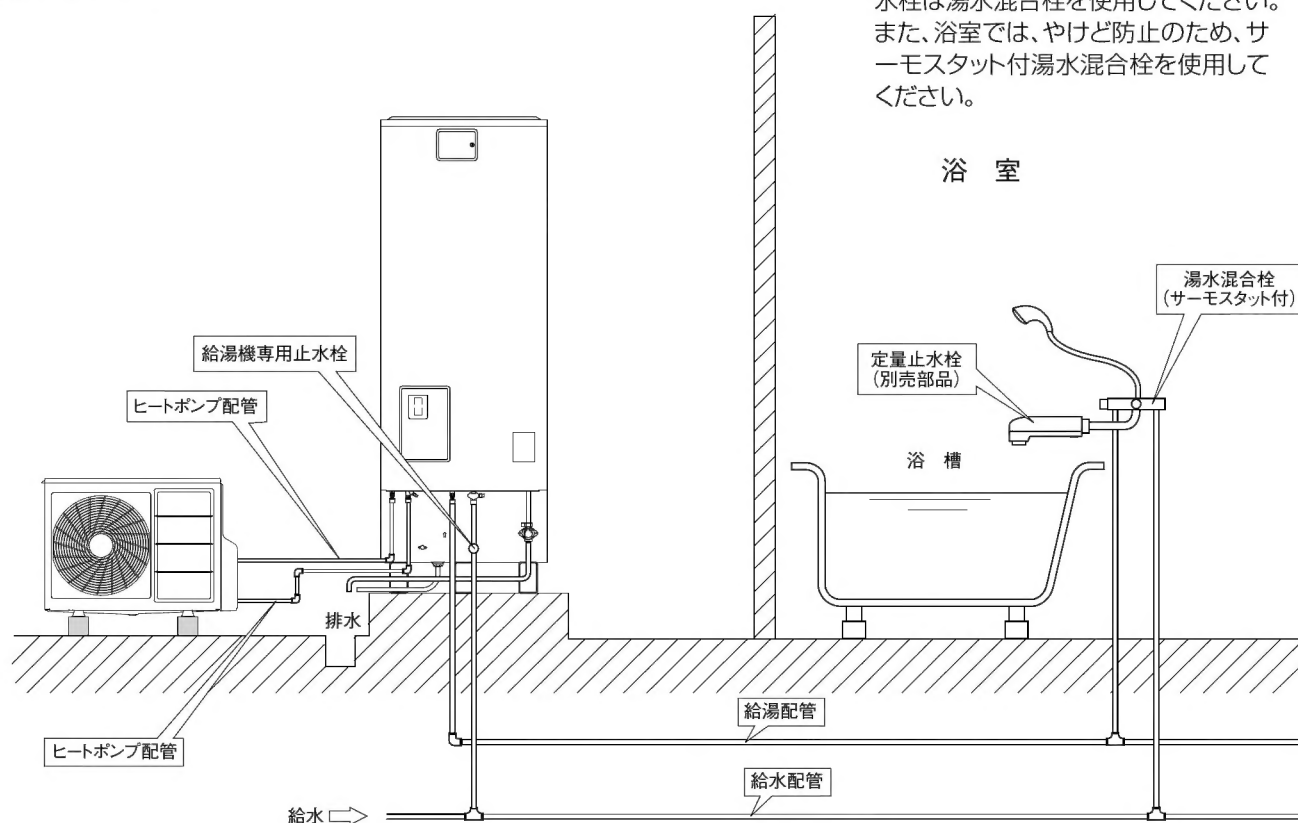 水栓は湯水混合栓を使用してください。
また、浴室では、やけど防止のため、サ
ーモスタット付湯水混合栓を使用して
ください。
浴 室
湯水混合栓
(サーモスタット付)
給湯機専用止水栓
定量止水栓
(別売部品)
ヒートポンプ配管
浴 槽
排水
給湯配管
ヒートポンプ配管
給水配管
給水